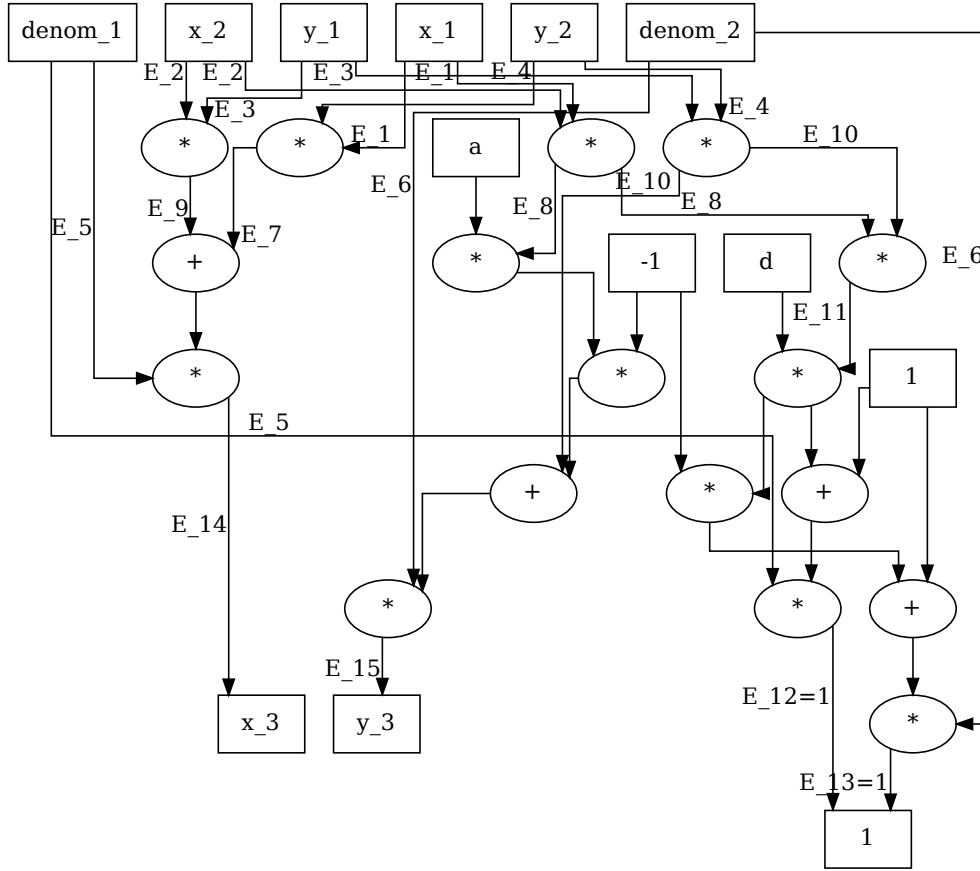 denom_1
x_2
y_1
x_1
y_2
denom_2
E_2
E_2
E_3
E_1
E_4
E_3
E_4
*
*
E_1
a
*
*
E_10
E_6
E_10
E_8
E_9
E_8
E_5
E_7
+
*
-1
d
*
E_6
E_11
*
*
*
1
E_5
+
*
+
E_14
*
*
+
E_15
E_12=1
x_3
y_3
*
E_13=1
1